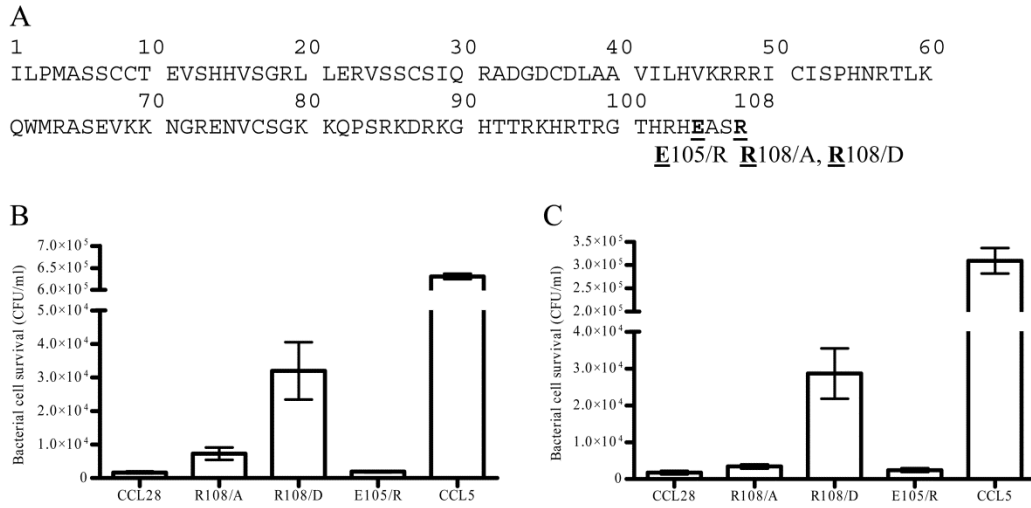 A
1 10 20 30 40 50 60
ILPMASSCCT EVSHHVSGRL LERVSSCSIQ RADGDCDLAA VILHVKRRRI CISPHNRTLK
70 80 90 100 108
QWMRASEVKK NGRENVCSGK KQPSRKDRKG HTTRKHRTRG THRHEASR
E105/R R108/A, R108/D
B
Bacterial cell survival (CFU/ml)
7.0×10⁵
6.5×10⁵
6.0×10⁵
5.0×10⁴
4.0×10⁴
3.0×10⁴
2.0×10⁴
1.0×10⁴
0
CCL28 R108/A R108/D E105/R CCL5
C
Bacterial cell survival (CFU/ml)
3.5×10⁵
3.0×10⁵
2.5×10⁵
2.0×10⁵
4.0×10⁴
3.0×10⁴
2.0×10⁴
1.0×10⁴
0
CCL28 R108/A R108/D E105/R CCL5